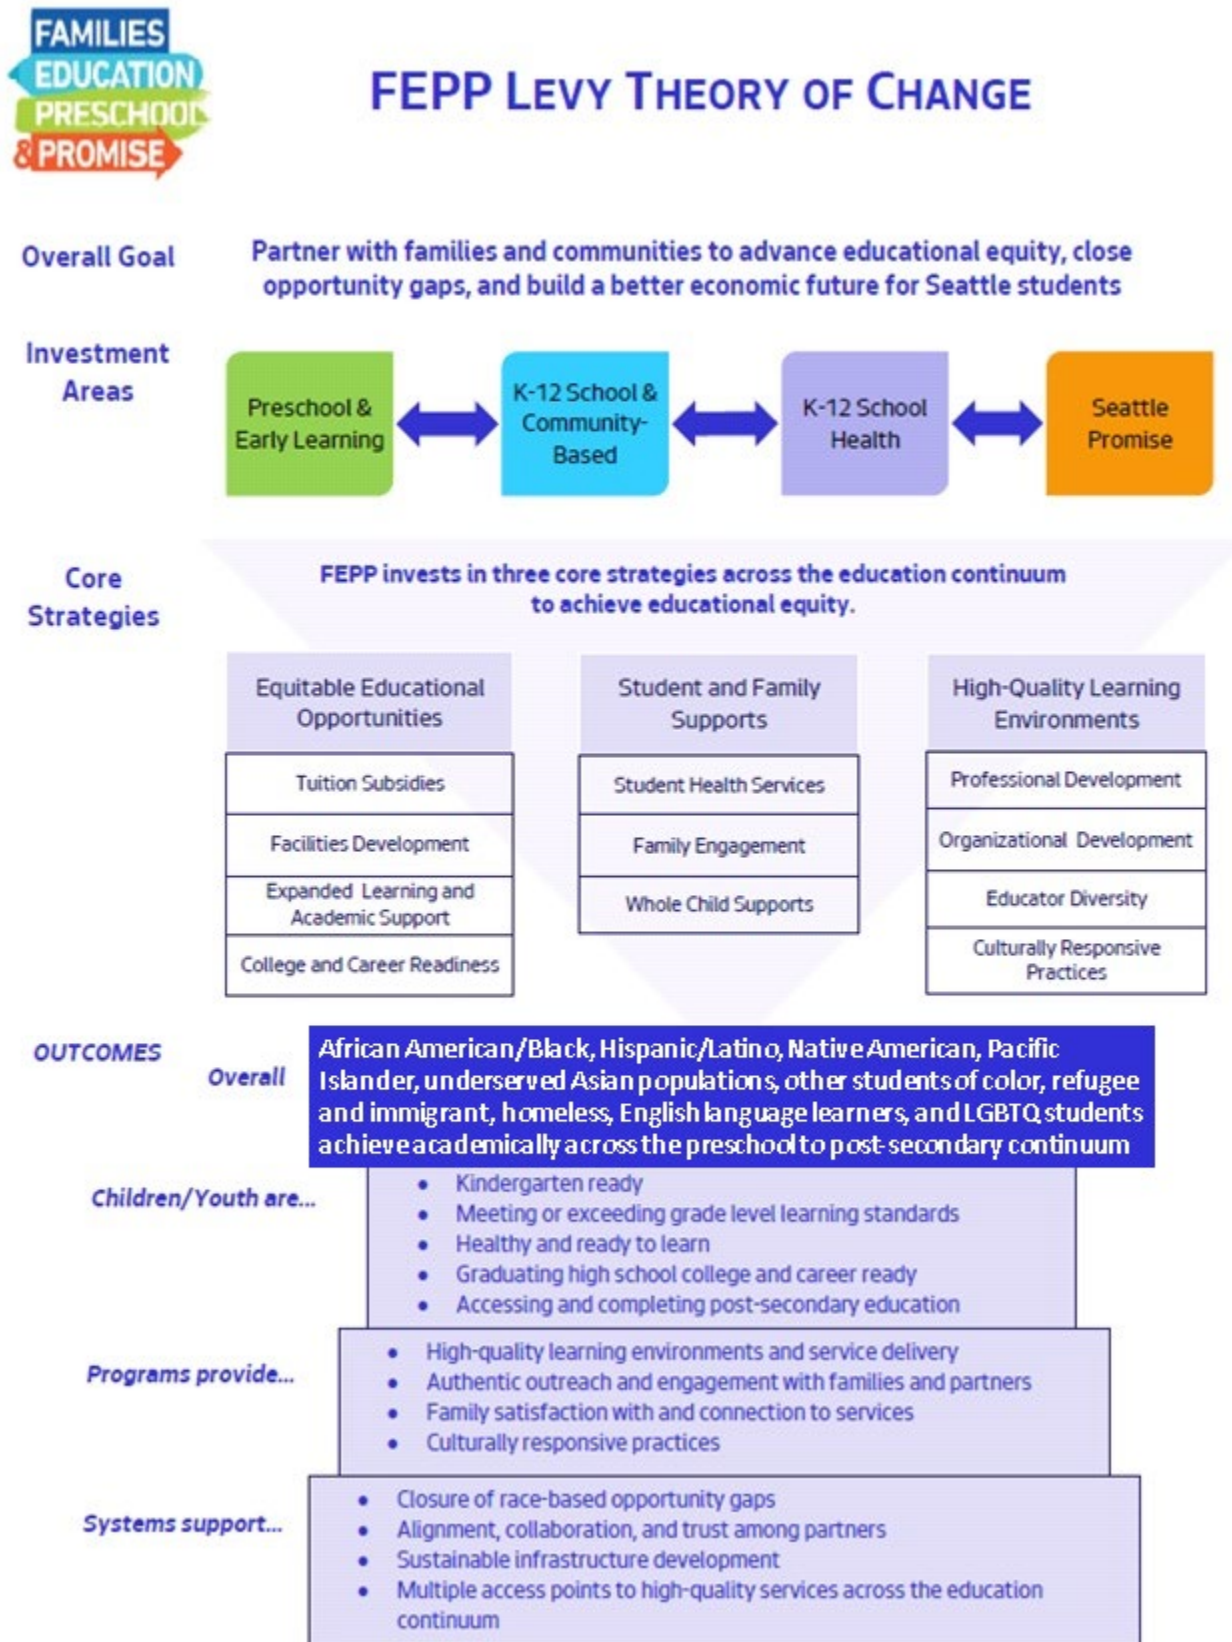 FAMILIES
EDUCATION
PRESCHOOL
& PROMISE
FEPP LEVY THEORY OF CHANGE
Overall Goal
Partner with families and communities to advance educational equity, close
opportunity gaps, and build a better economic future for Seattle students
Investment
Areas
Preschool &
Early Learning
K-12 School &
Community-
Based
K-12 School
Health
Seattle
Promise
Core
Strategies
FEPP invests in three core strategies across the education continuum
to achieve educational equity.
Equitable Educational
Opportunities
Tuition Subsidies
Facilities Development
Expanded Learning and
Academic Support
College and Career Readiness
Student and Family
Supports
Student Health Services
Family Engagement
Whole Child Supports
High-Quality Learning
Environments
Professional Development
Organizational Development
Educator Diversity
Culturally Responsive
Practices
OUTCOMES
Overall
African American/Black, Hispanic/Latino, Native American, Pacific
Islander, underserved Asian populations, other students of color, refugee
and immigrant, homeless, English language learners, and LGBTQ students
achieve academically across the preschool to post-secondary continuum
Children/Youth are...
• Kindergarten ready
• Meeting or exceeding grade level learning standards
• Healthy and ready to learn
• Graduating high school college and career ready
• Accessing and completing post-secondary education
Programs provide...
• High-quality learning environments and service delivery
• Authentic outreach and engagement with families and partners
• Family satisfaction with and connection to services
• Culturally responsive practices
Systems support...
• Closure of race-based opportunity gaps
• Alignment, collaboration, and trust among partners
• Sustainable infrastructure development
• Multiple access points to high-quality services across the education
continuum